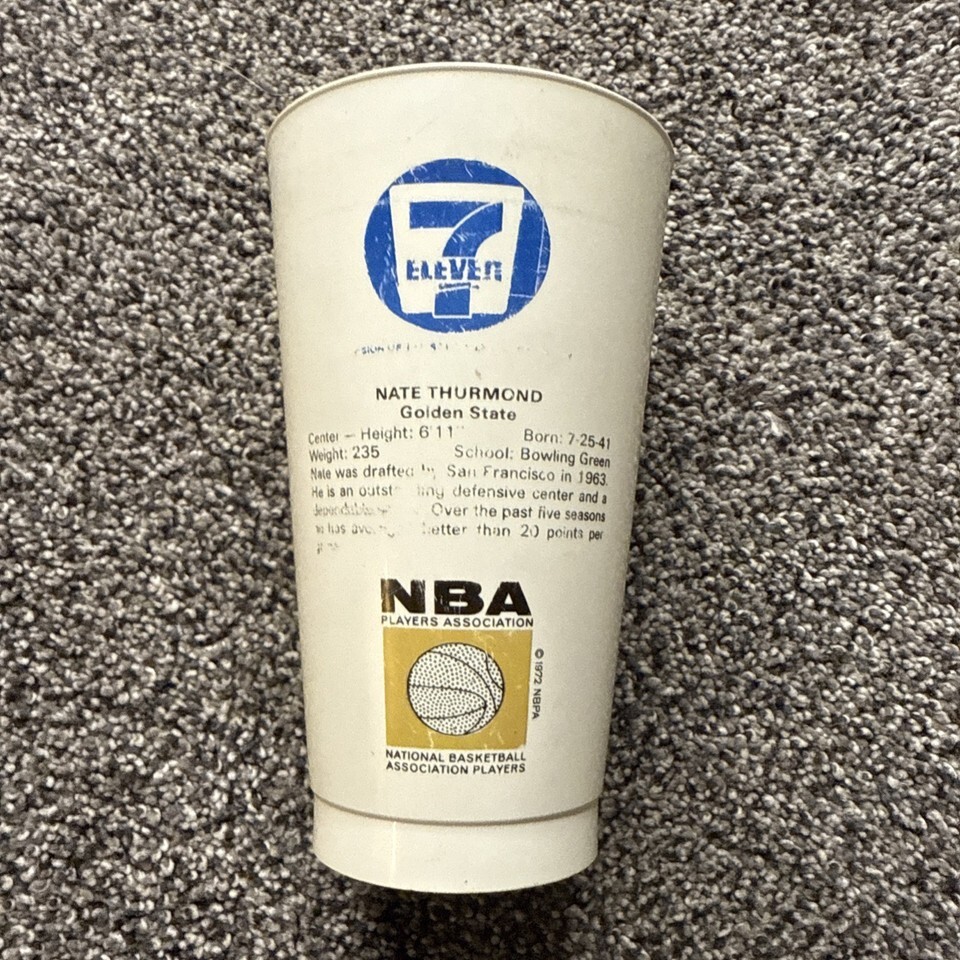 7
ELEVEn
NATE THURMOND
Golden State
Center – Height: 6'11" Born: 7-25-41
Weight: 235 School: Bowling Green
Nate was drafted San Francisco in 1963.
He is an defensive center and a
Over the past five seasons
has better than 20 points per
NBA
PLAYERS ASSOCIATION
© 1972 NBPA
NATIONAL BASKETBALL
ASSOCIATION PLAYERS